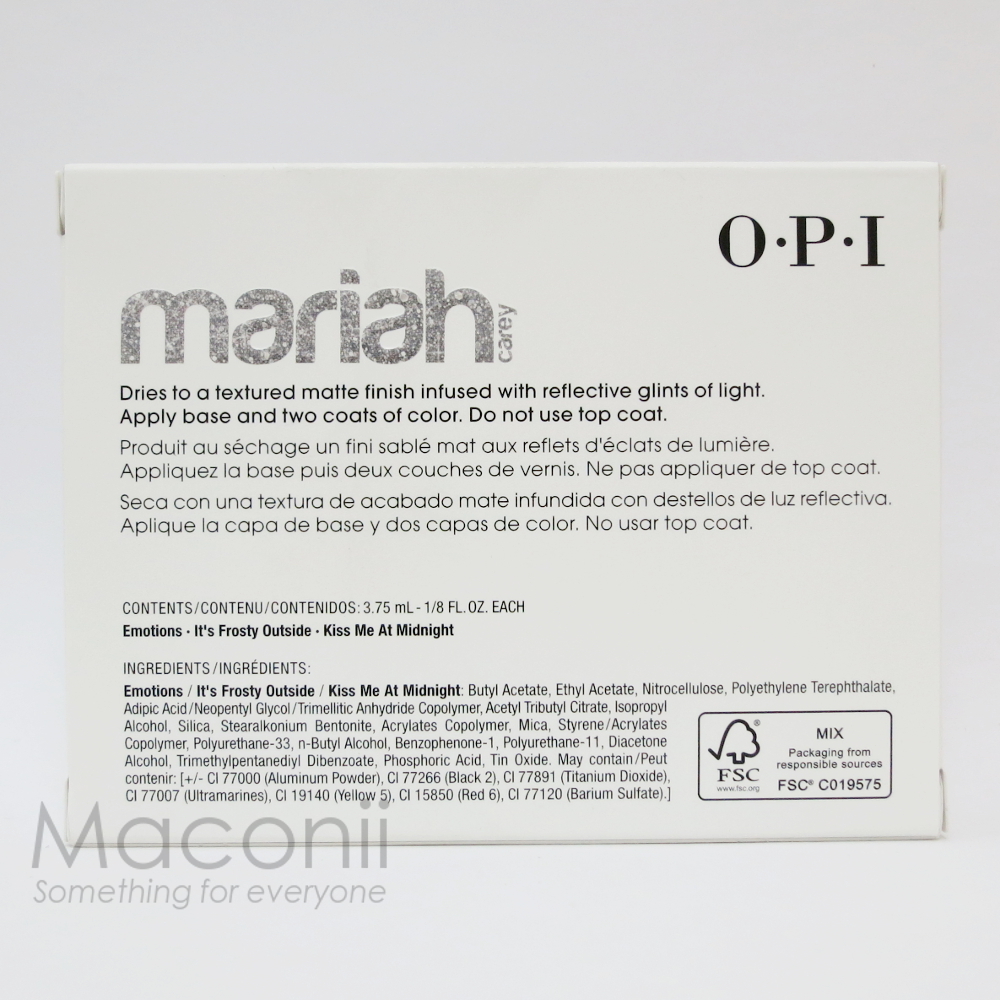 O·P·I
mariah
carey
Dries to a textured matte finish infused with reflective glints of light.
Apply base and two coats of color. Do not use top coat.
Produit au séchage un fini sablé mat aux reflets d'éclats de lumière.
Appliquez la base puis deux couches de vernis. Ne pas appliquer de top coat.
Seca con una textura de acabado mate infundida con destellos de luz reflectiva.
Aplique la capa de base y dos capas de color. No usar top coat.
CONTENTS/CONTENU/CONTENIDOS: 3.75 mL - 1/8 FL. OZ. EACH
Emotions · It's Frosty Outside · Kiss Me At Midnight
INGREDIENTS/INGRÉDIENTS:
Emotions / It's Frosty Outside / Kiss Me At Midnight: Butyl Acetate, Ethyl Acetate, Nitrocellulose, Polyethylene Terephthalate,
Adipic Acid/Neopentyl Glycol/Trimellitic Anhydride Copolymer, Acetyl Tributyl Citrate, Isopropyl
Alcohol, Silica, Stearalkonium Bentonite, Acrylates Copolymer, Mica, Styrene/Acrylates
Copolymer, Polyurethane-33, n-Butyl Alcohol, Benzophenone-1, Polyurethane-11, Diacetone
Alcohol, Trimethylpentanediyl Dibenzoate, Phosphoric Acid, Tin Oxide. May contain/Peut
contenir: [+/- CI 77000 (Aluminum Powder), CI 77266 (Black 2), CI 77891 (Titanium Dioxide),
CI 77007 (Ultramarines), CI 19140 (Yellow 5), CI 15850 (Red 6), CI 77120 (Barium Sulfate).]
®
FSC
www.fsc.org
MIX
Packaging from
responsible sources
FSC® C019575
Maconii
Something for everyone